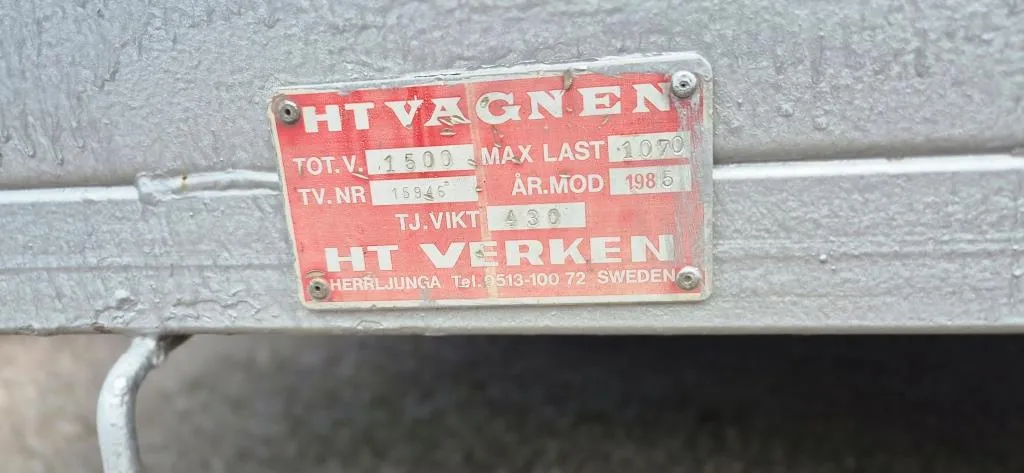 HT VAGNEN
TOT. V. 1500 MAX LAST 1070
TV. NR 15946 ÅR.MOD 1985
TJ. VIKT 430
HT VERKEN
HERRLJUNGA Tel. 0513-100 72 SWEDEN